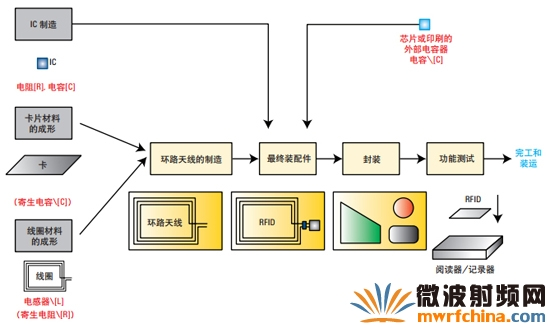 IC 制造
IC
电阻[R], 电容[C]
芯片或印刷的
外部电容器
电容\[C]
卡片材料
的成形
卡
(寄生电容\[C])
环路天线的制造
最终装配件
封装
功能测试
完工和
装运
线圈材料
的成形
线圈
电感器\[L]
(寄生电阻\[R])
环路天线
RFID
RFID
阅读器/记录器
微波射频网
mwrfchina.com